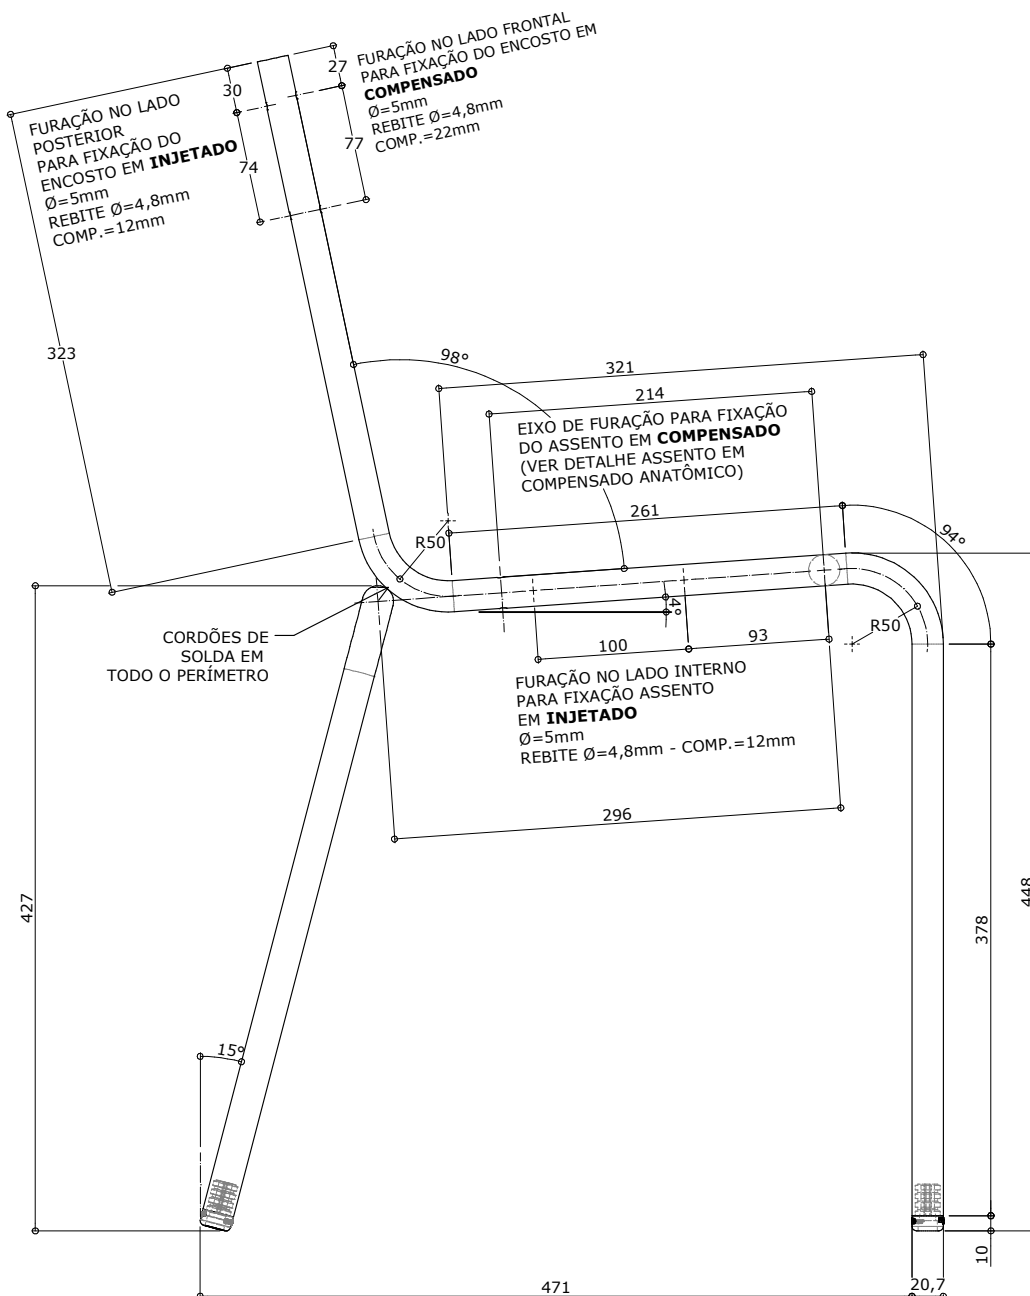 FURAÇÃO NO LADO FRONTAL
PARA FIXAÇÃO DO ENCOSTO EM
COMPENSADO
Ø=5mm
REBITE Ø=4,8mm
COMP.=22mm
27
30
77
74
FURAÇÃO NO LADO
POSTERIOR
PARA FIXAÇÃO DO
ENCOSTO EM INJETADO
Ø=5mm
REBITE Ø=4,8mm
COMP.=12mm
323
98°
321
214
EIXO DE FURAÇÃO PARA FIXAÇÃO
DO ASSENTO EM COMPENSADO
(VER DETALHE ASSENTO EM
COMPENSADO ANATÔMICO)
261
R50
94°
4°
R50
CORDÕES DE
SOLDA EM
TODO O PERÍMETRO
100
93
FURAÇÃO NO LADO INTERNO
PARA FIXAÇÃO ASSENTO
EM INJETADO
Ø=5mm
REBITE Ø=4,8mm - COMP.=12mm
296
427
448
378
15°
10
471
20,7